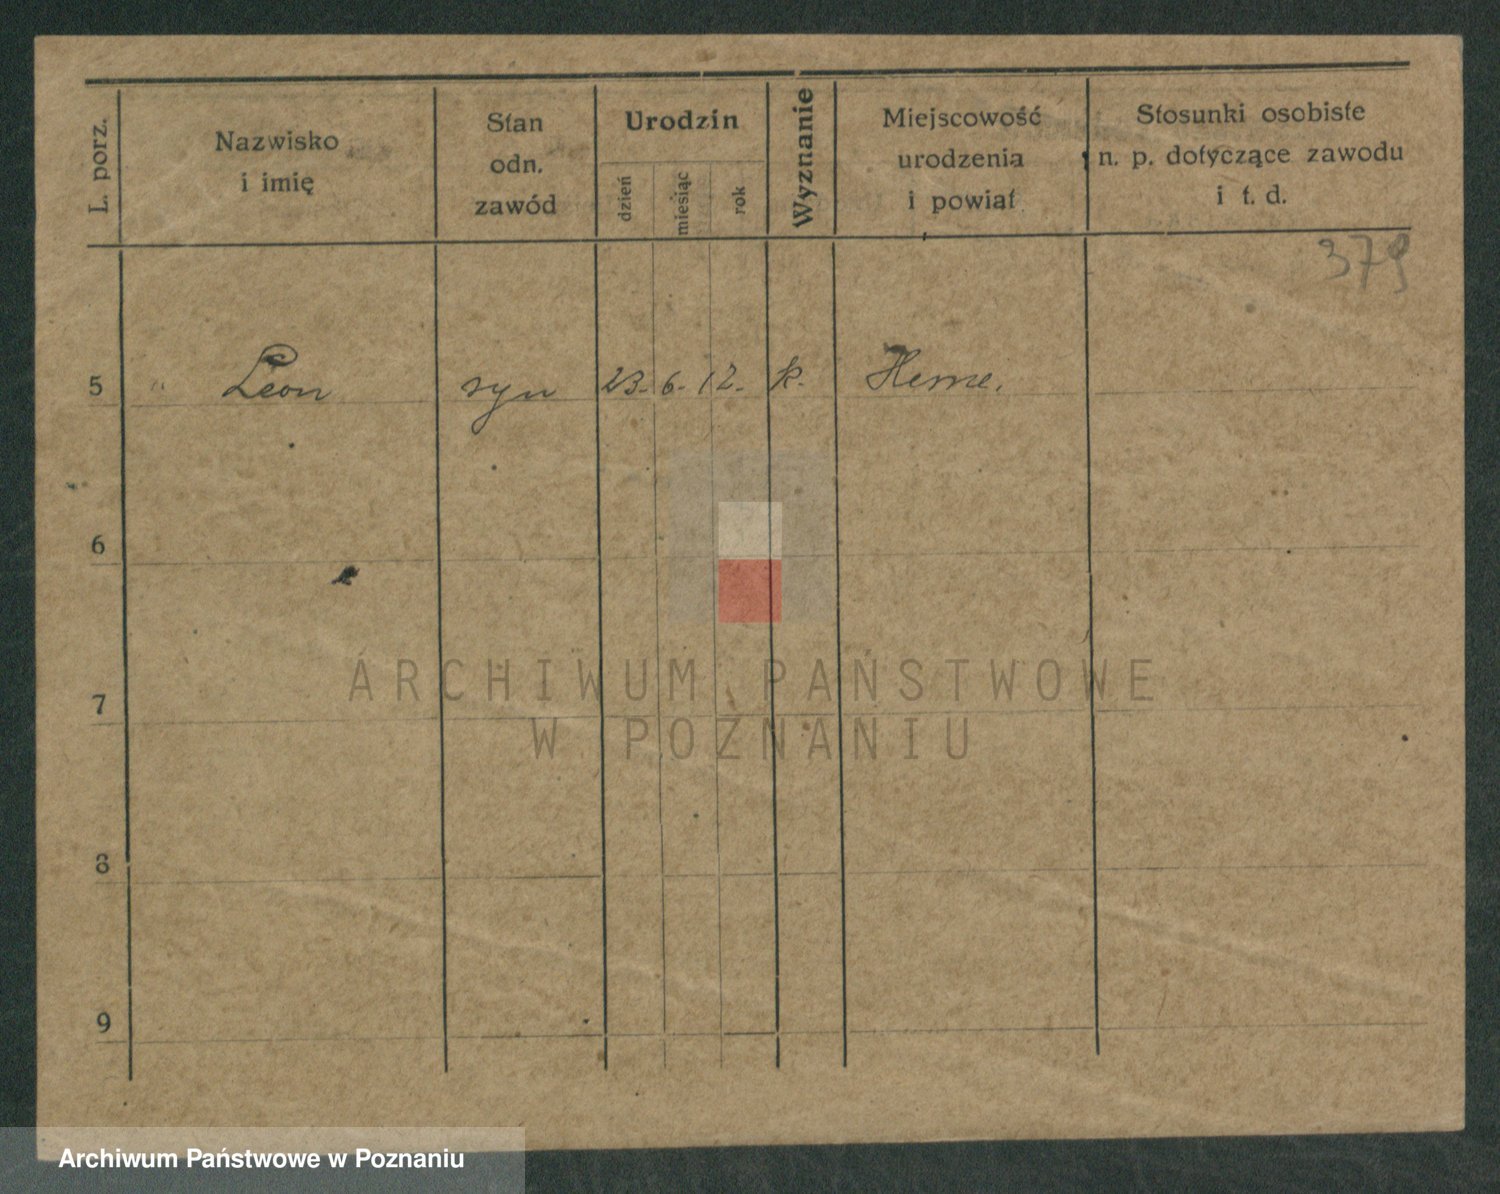 L. porz.
Nazwisko
i imię
Stan
odn.
zawód
Urodzin
dzień
miesiąc
rok
Wyznanie
Miejscowość
urodzenia
i powiat
Stosunki osobiste
n. p. dotyczące zawodu
i t. d.
379
5 " Leon syn 23. 6. 12. k. Herne.
6
7
8
9
ARCHIWUM PAŃSTWOWE
W POZNANIU
Archiwum Państwowe w Poznaniu